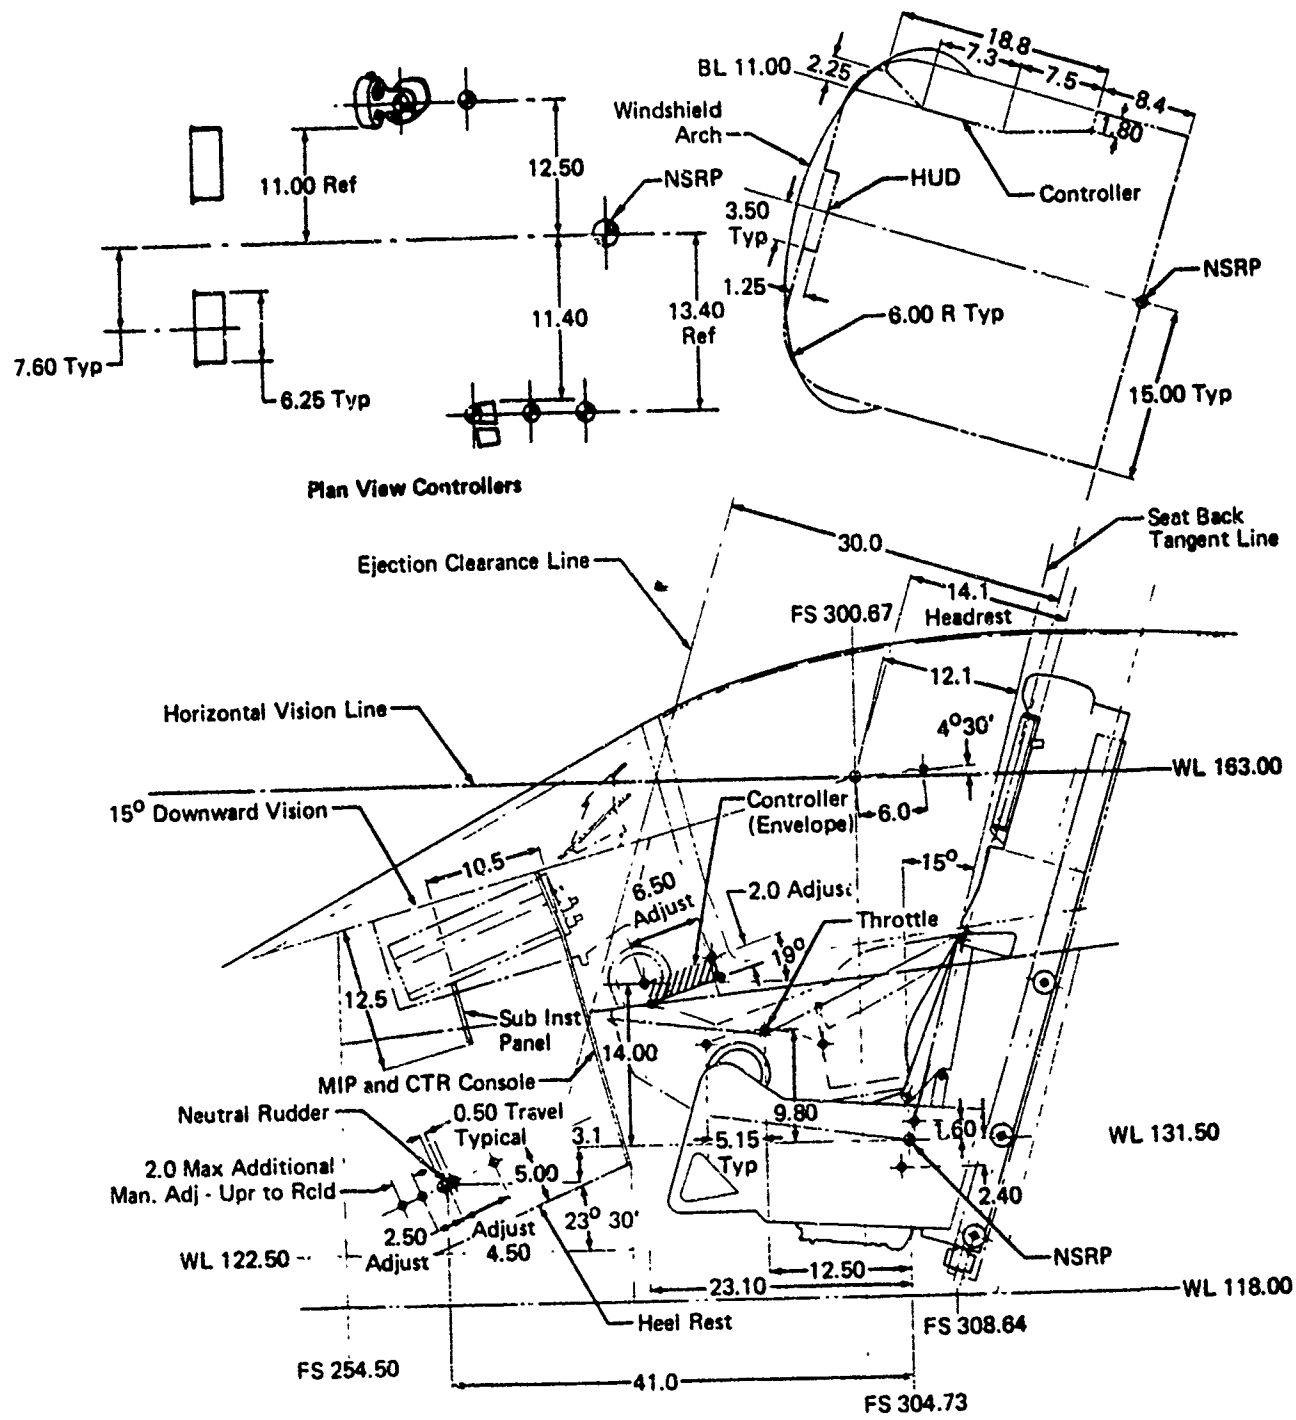 18.8
7.3
7.5
8.4
BL 11.00
2.25
1.80
Windshield
Arch
11.00 Ref
12.50
NSRP
HUD
Controller
3.50
Typ
NSRP
1.25
6.00 R Typ
11.40
13.40
Ref
7.60 Typ
6.25 Typ
15.00 Typ
Plan View Controllers
Seat Back
Tangent Line
Ejection Clearance Line
30.0
14.1
Headrest
FS 300.67
12.1
Horizontal Vision Line
4° 30'
WL 163.00
15° Downward Vision
Controller
(Envelope)
6.0
10.5
15°
6.50
Adjust
2.0 Adjust
Throttle
19°
12.5
Sub Inst
Panel
14.00
MIP and CTR Console
Neutral Rudder
0.50 Travel
Typical
3.1
9.80
1.60
WL 131.50
5.15
Typ
2.0 Max Additional
Man. Adj - Upr to Rcld
5.00
2.40
2.50
Adjust
Adjust
4.50
23° 30'
WL 122.50
NSRP
12.50
23.10
WL 118.00
Heel Rest
FS 308.64
FS 254.50
41.0
FS 304.73